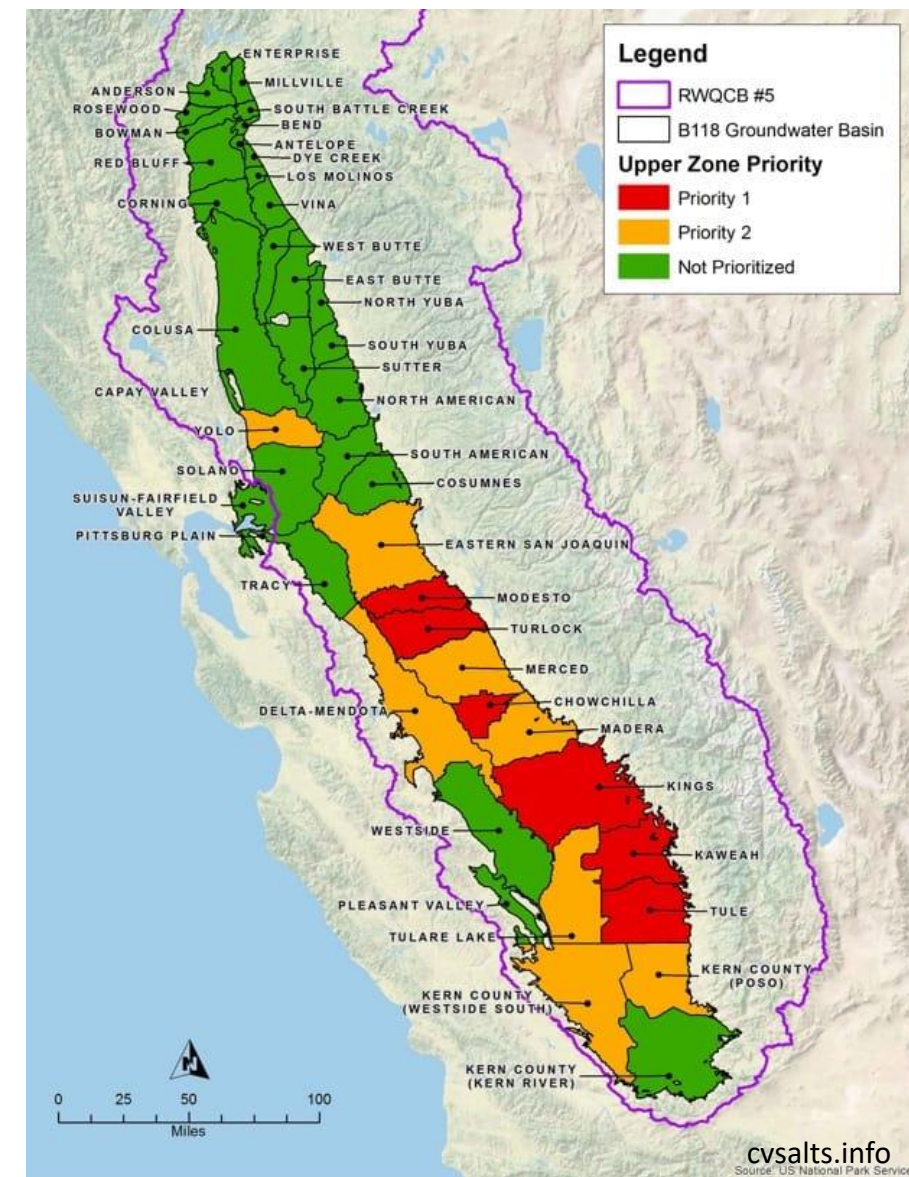 Legend
RWQCB #5
B118 Groundwater Basin
Upper Zone Priority
Priority 1
Priority 2
Not Prioritized
ENTERPRISE
MILLVILLE
ANDERSON
ROSEWOOD
SOUTH BATTLE CREEK
BEND
BOWMAN
ANTELOPE
DYE CREEK
RED BLUFF
LOS MOLINOS
CORNING
VINA
WEST BUTTE
EAST BUTTE
NORTH YUBA
COLUSA
SOUTH YUBA
SUTTER
CAPAY VALLEY
NORTH AMERICAN
YOLO
SOUTH AMERICAN
SOLANO
COSUMNES
SUISUN-FAIRFIELD
VALLEY
PITTSBURG PLAIN
EASTERN SAN JOAQUIN
TRACY
MODESTO
TURLOCK
MERCED
CHOWCHILLA
DELTA-MENDOTA
MADERA
KINGS
WESTSIDE
KAWEAH
PLEASANT VALLEY
TULE
TULARE LAKE
KERN COUNTY
(POSO)
KERN COUNTY
(WESTSIDE SOUTH)
KERN COUNTY
(KERN RIVER)
N
0 25 50 100
Miles
cvsalts.info
Source: US National Park Service